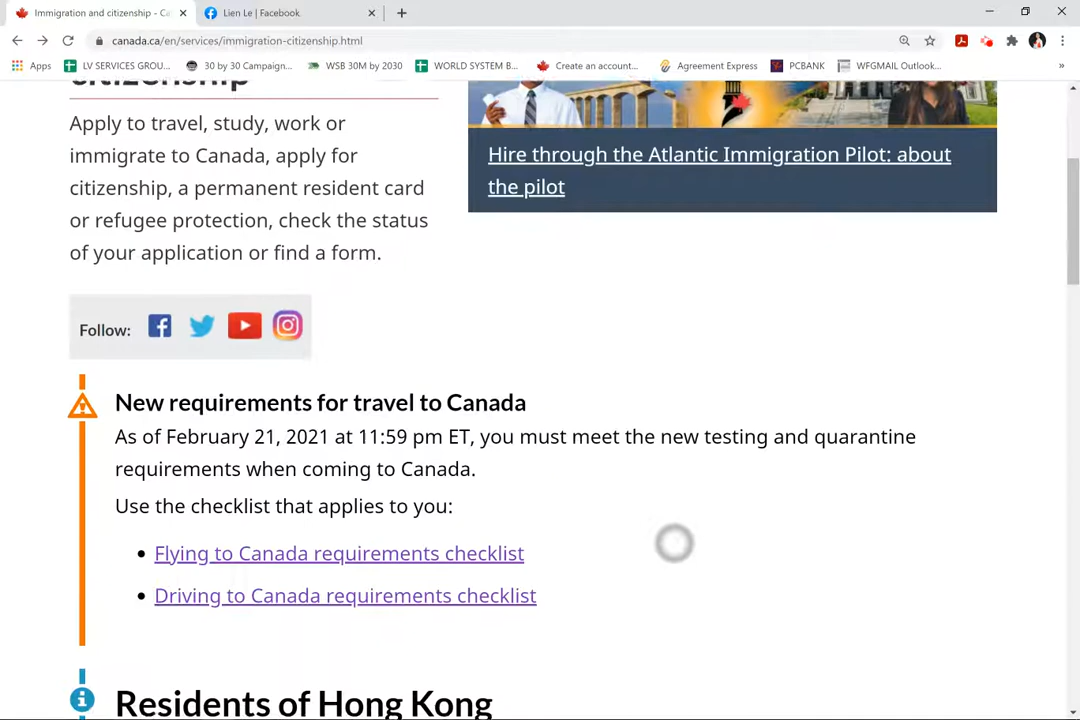 Immigration and citizenship - Ca
Lien Le | Facebook
canada.ca/en/services/immigration-citizenship.html
Apps
LV SERVICES GROU...
30 by 30 Campaign...
WSB 30M by 2030
WORLD SYSTEM B...
Create an account...
Agreement Express
PCBANK
WFGMAIL Outlook...
»
citizenship
Apply to travel, study, work or
immigrate to Canada, apply for
citizenship, a permanent resident card
or refugee protection, check the status
of your application or find a form.
Hire through the Atlantic Immigration Pilot: about
the pilot
Follow:
New requirements for travel to Canada
As of February 21, 2021 at 11:59 pm ET, you must meet the new testing and quarantine
requirements when coming to Canada.
Use the checklist that applies to you:
• Flying to Canada requirements checklist
• Driving to Canada requirements checklist
Residents of Hong Kong